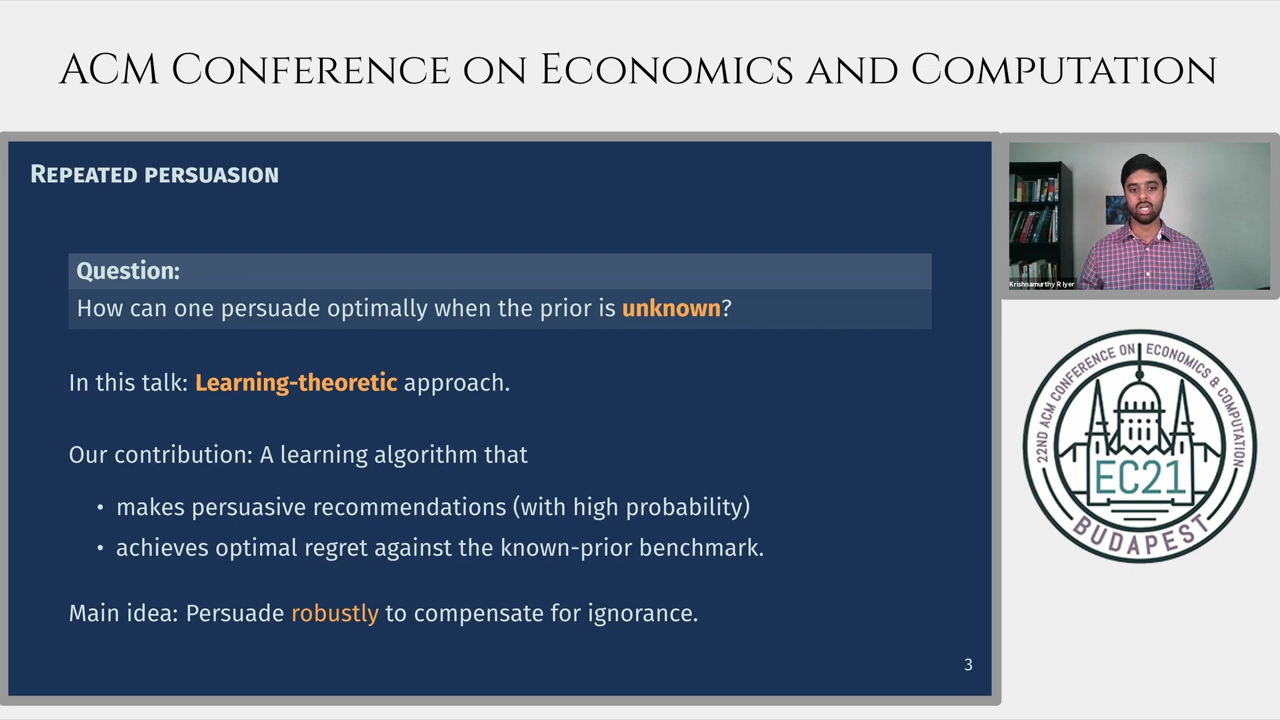 ACM CONFERENCE ON ECONOMICS AND COMPUTATION
REPEATED PERSUASION
Question:
How can one persuade optimally when the prior is unknown?
In this talk: Learning-theoretic approach.
Our contribution: A learning algorithm that
• makes persuasive recommendations (with high probability)
• achieves optimal regret against the known-prior benchmark.
Main idea: Persuade robustly to compensate for ignorance.
3
Krishnamurthy R Iyer
22ND ACM CONFERENCE ON ECONOMICS & COMPUTATION
EC21
BUDAPEST